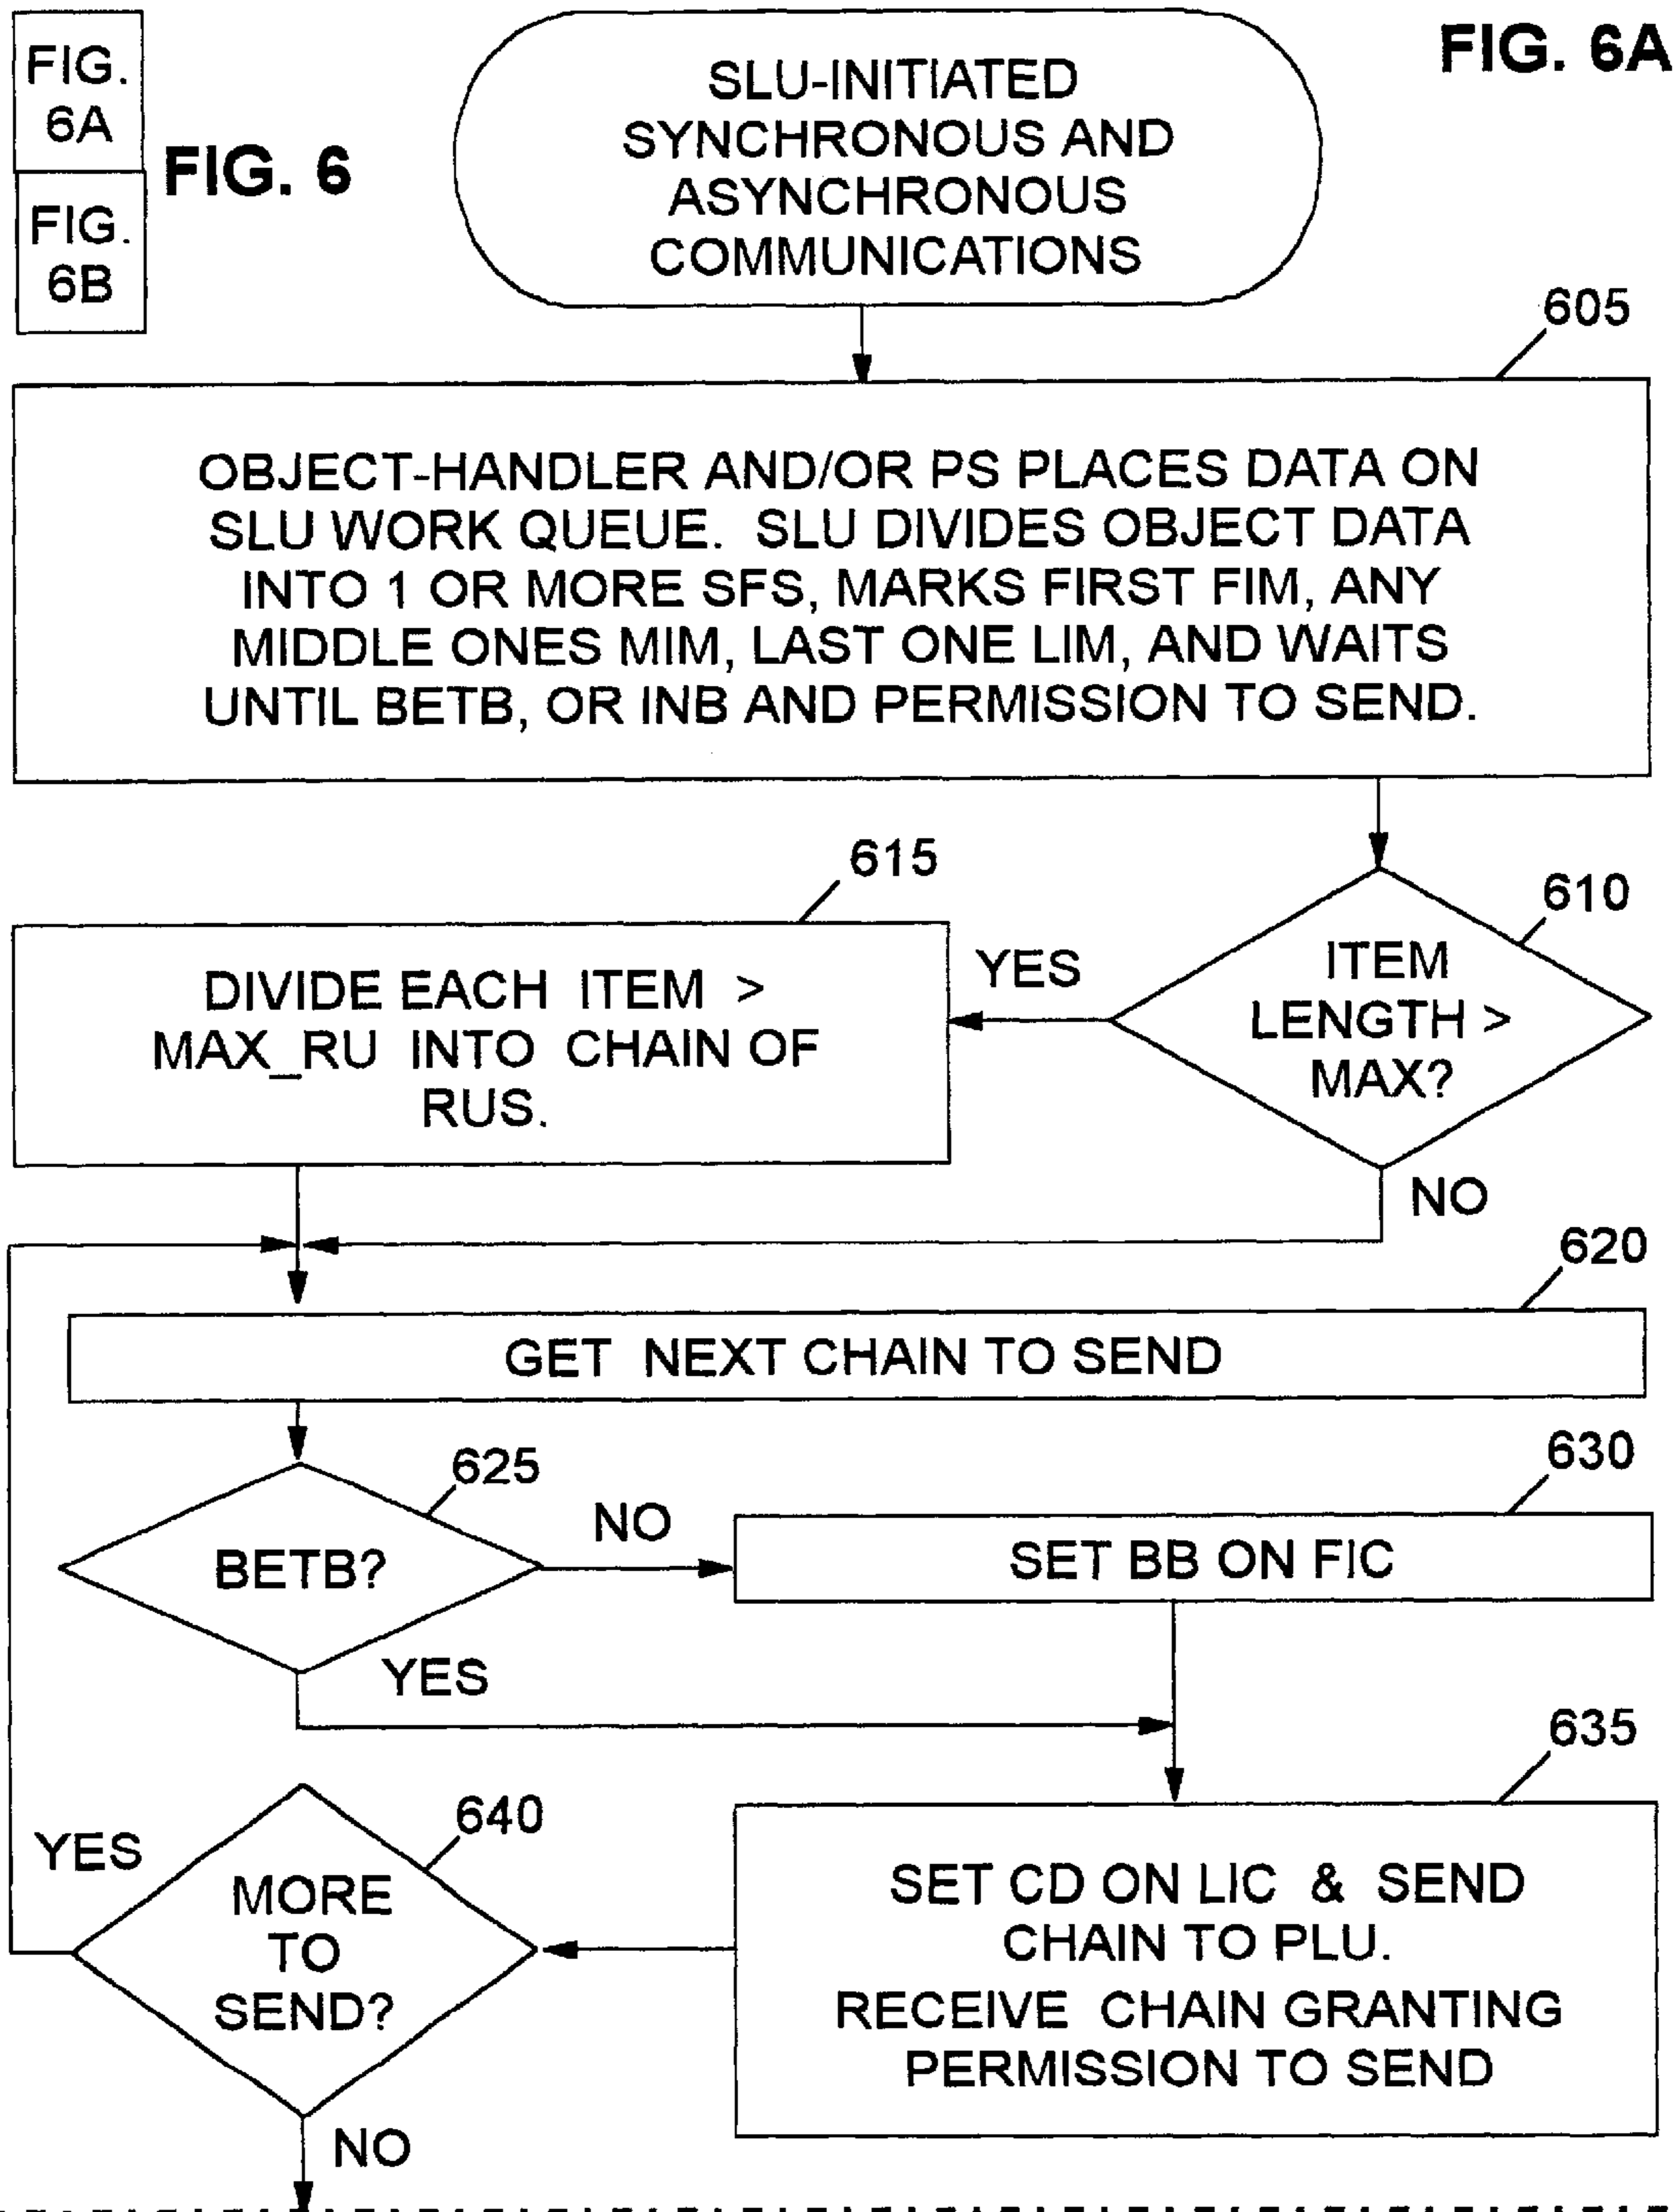 FIG.
6A
FIG.
6B
FIG. 6
FIG. 6A
SLU-INITIATED
SYNCHRONOUS AND
ASYNCHRONOUS
COMMUNICATIONS
605
OBJECT-HANDLER AND/OR PS PLACES DATA ON
SLU WORK QUEUE. SLU DIVIDES OBJECT DATA
INTO 1 OR MORE SFS, MARKS FIRST FIM, ANY
MIDDLE ONES MIM, LAST ONE LIM, AND WAITS
UNTIL BETB, OR INB AND PERMISSION TO SEND.
610
ITEM
LENGTH >
MAX?
YES
NO
615
DIVIDE EACH ITEM >
MAX_RU INTO CHAIN OF
RUS.
620
GET NEXT CHAIN TO SEND
625
BETB?
NO
YES
630
SET BB ON FIC
635
SET CD ON LIC & SEND
CHAIN TO PLU.
RECEIVE CHAIN GRANTING
PERMISSION TO SEND
640
MORE
TO
SEND?
YES
NO